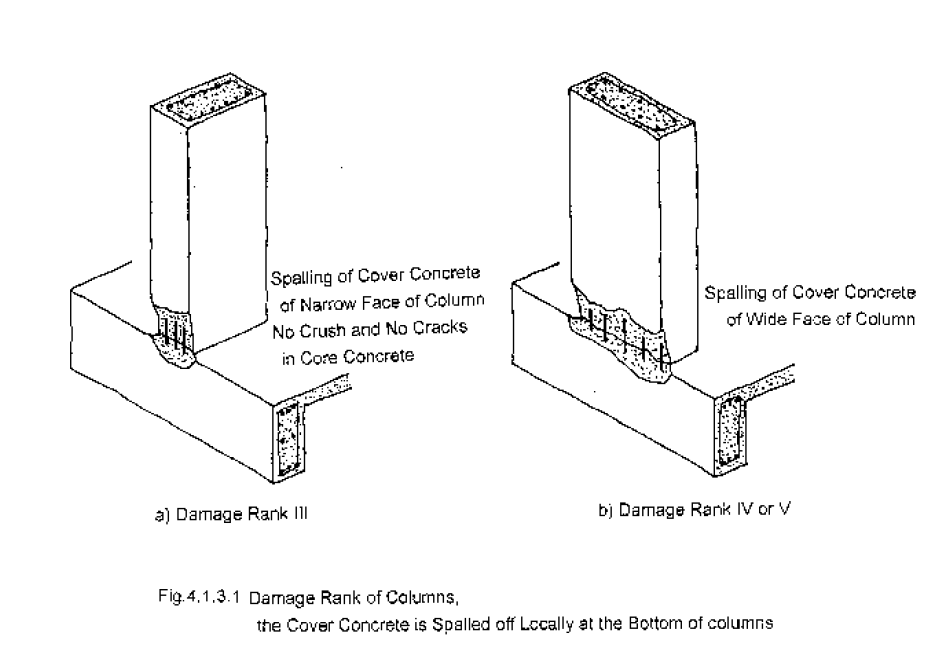 Spalling of Cover Concrete
of Narrow Face of Column
No Crush and No Cracks
in Core Concrete
Spalling of Cover Concrete
of Wide Face of Column
a) Damage Rank III
b) Damage Rank IV or V
Fig.4.1.3.1 Damage Rank of Columns,
the Cover Concrete is Spalled off Locally at the Bottom of columns